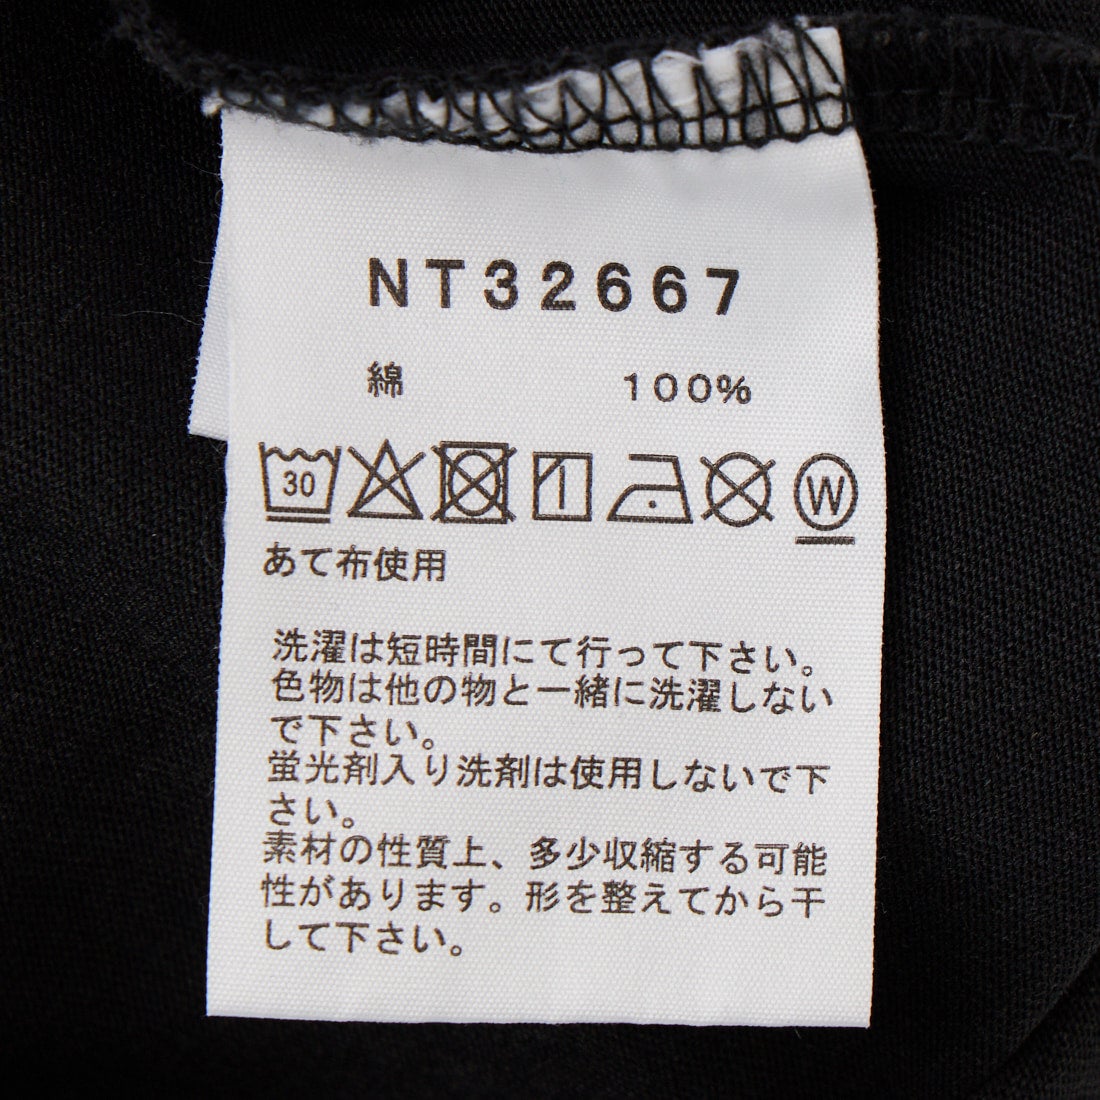 NT32667
綿 100%
30 W
あて布使用
洗濯は短時間にて行って下さい。
色物は他の物と一緒に洗濯しない
で下さい。
蛍光剤入り洗剤は使用しないで下
さい。
素材の性質上、多少収縮する可能
性があります。形を整えてから干
して下さい。